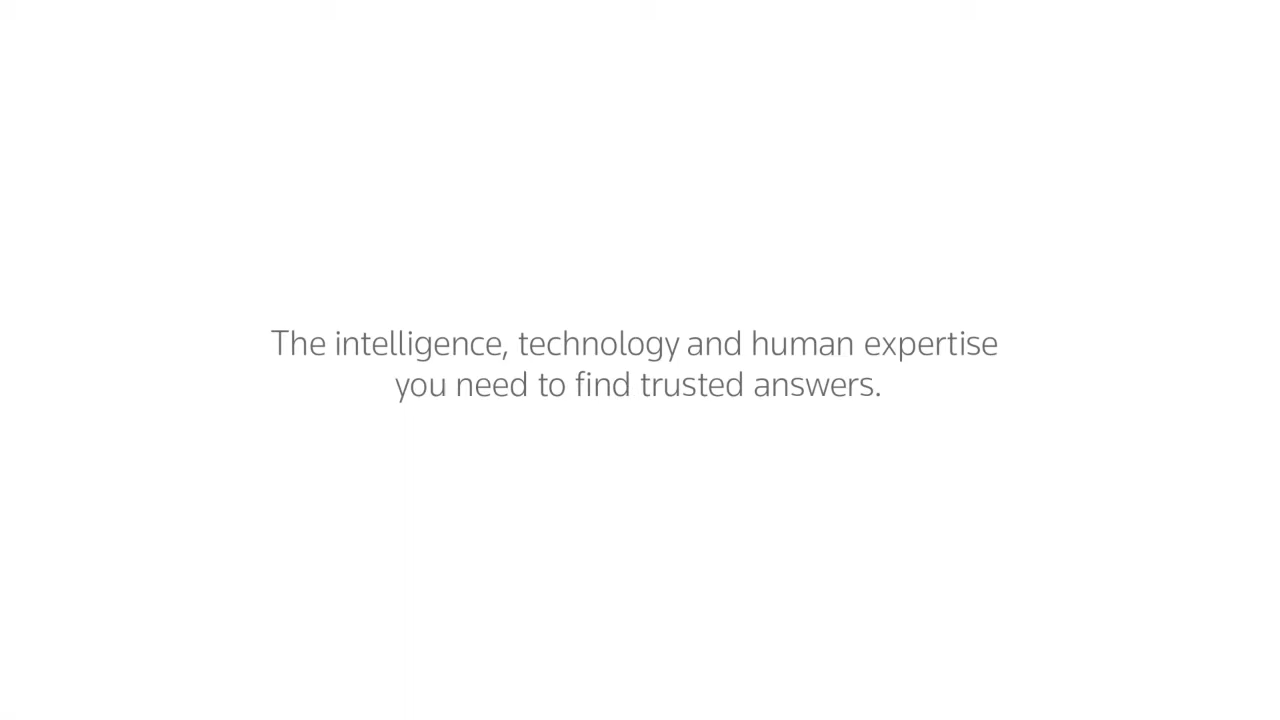 The intelligence, technology and human expertise
you need to find trusted answers.